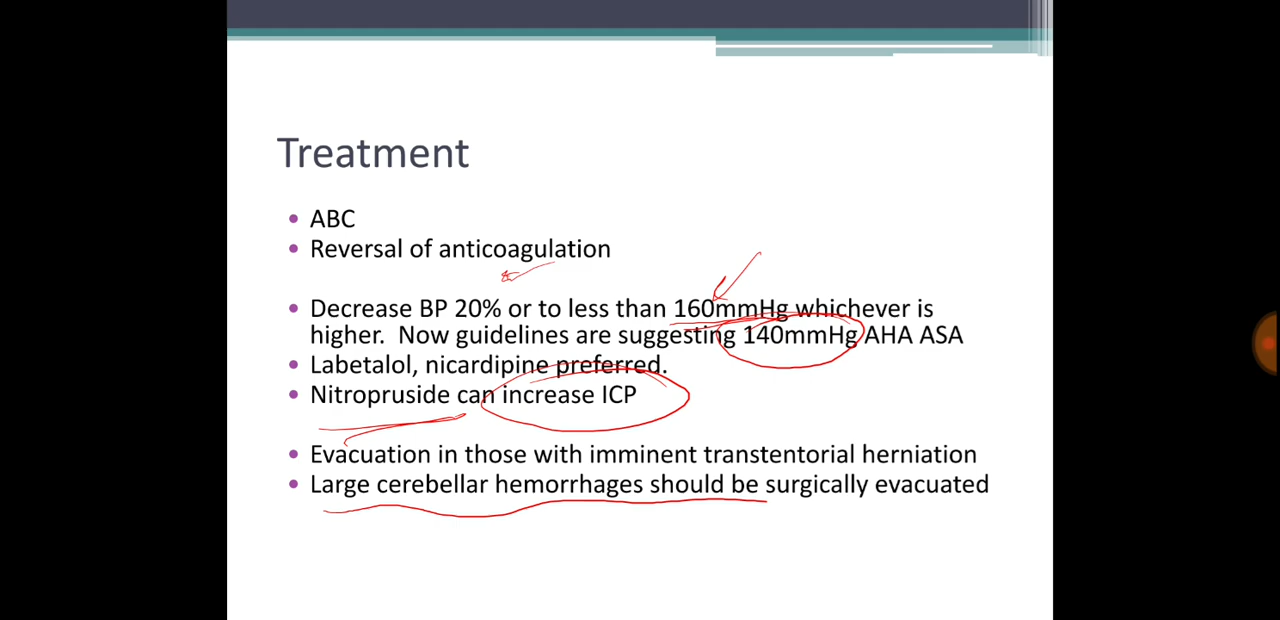 Treatment
ABC
Reversal of anticoagulation
Decrease BP 20% or to less than 160mmHg whichever is
higher. Now guidelines are suggesting 140mmHg AHA ASA
Labetalol, nicardipine preferred.
Nitropruside can increase ICP
Evacuation in those with imminent transtentorial herniation
Large cerebellar hemorrhages should be surgically evacuated